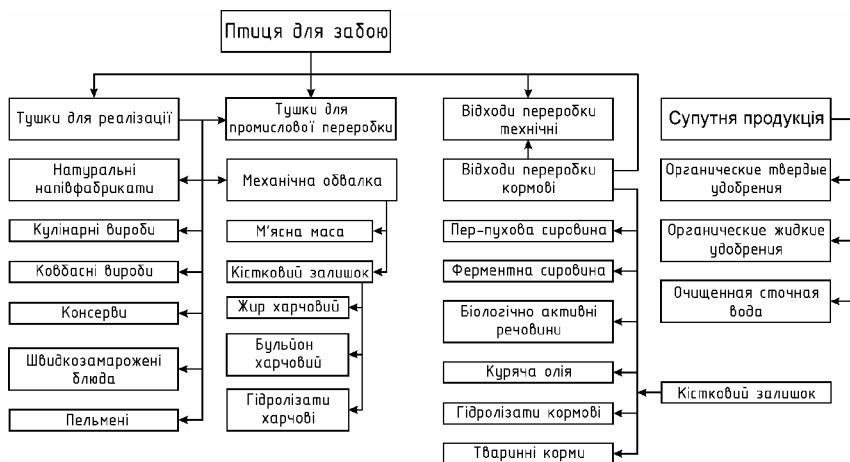 Птиця для забою
Тушки для реалізації
Натуральні
напівфабрикати
Кулінарні вироби
Ковбасні вироби
Консерви
Швидкозаморожені
блюда
Пельмені
Тушки для
промислової переробки
Механічна обвалка
М'ясна маса
Кістковий залишок
Жир харчовий
Бульйон
харчовий
Гідролізати
харчові
Відходи переробки
технічні
Відходи переробки
кормові
Пер-пухова сировина
Ферментна сировина
Біологічно активні
речовини
Куряча олія
Гідролізати кормові
Тваринні корми
Супутня продукція
Органические твердые
удобрения
Органические жидкие
удобрения
Очищенная сточная
вода
Кістковий залишок